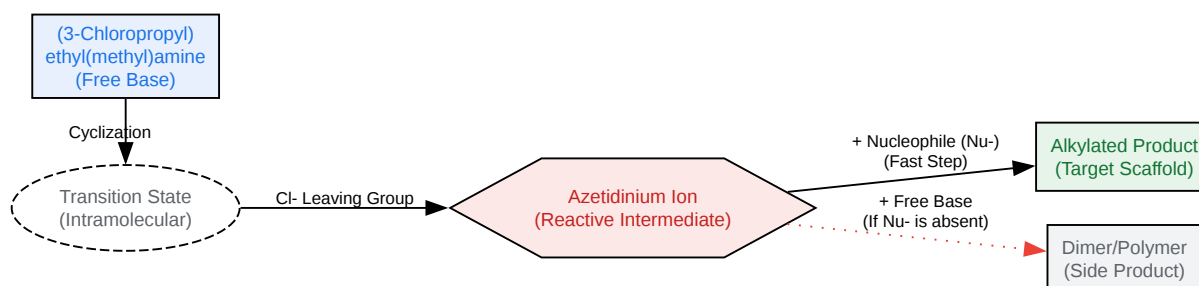 (3-Chloropropyl)
ethyl(methyl)amine
(Free Base)
Cyclization
Transition State
(Intramolecular)
Cl- Leaving Group
Azetidinium Ion
(Reactive Intermediate)
+ Nucleophile (Nu-)
(Fast Step)
Alkylated Product
(Target Scaffold)
+ Free Base
(If Nu- is absent)
Dimer/Polymer
(Side Product)